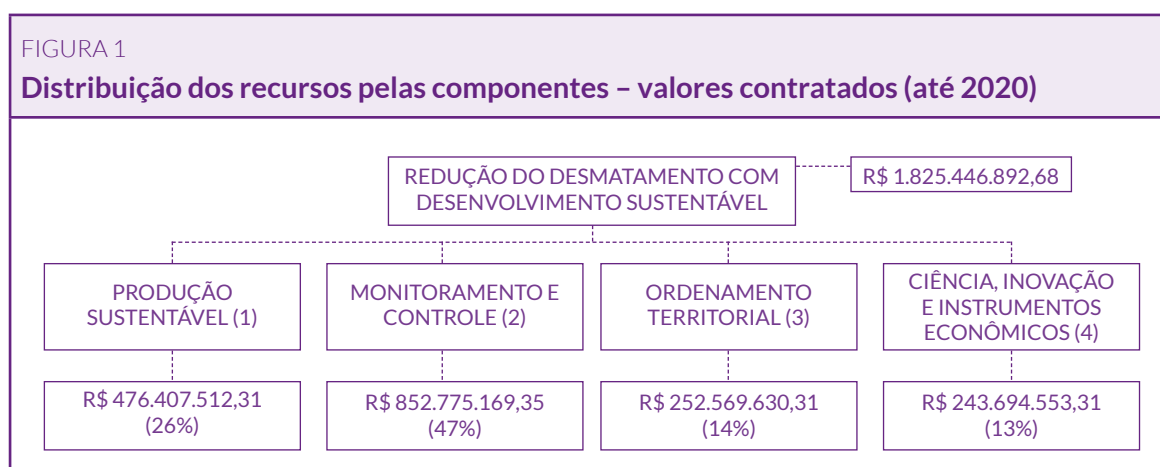 FIGURA 1
Distribuição dos recursos pelas componentes – valores contratados (até 2020)
REDUÇÃO DO DESMATAMENTO COM
DESENVOLVIMENTO SUSTENTÁVEL
R$ 1.825.446.892,68
PRODUÇÃO
SUSTENTÁVEL (1)
MONITORAMENTO E
CONTROLE (2)
ORDENAMENTO
TERRITORIAL (3)
CIÊNCIA, INOVAÇÃO
E INSTRUMENTOS
ECONÔMICOS (4)
R$ 476.407.512,31
(26%)
R$ 852.775.169,35
(47%)
R$ 252.569.630,31
(14%)
R$ 243.694.553,31
(13%)